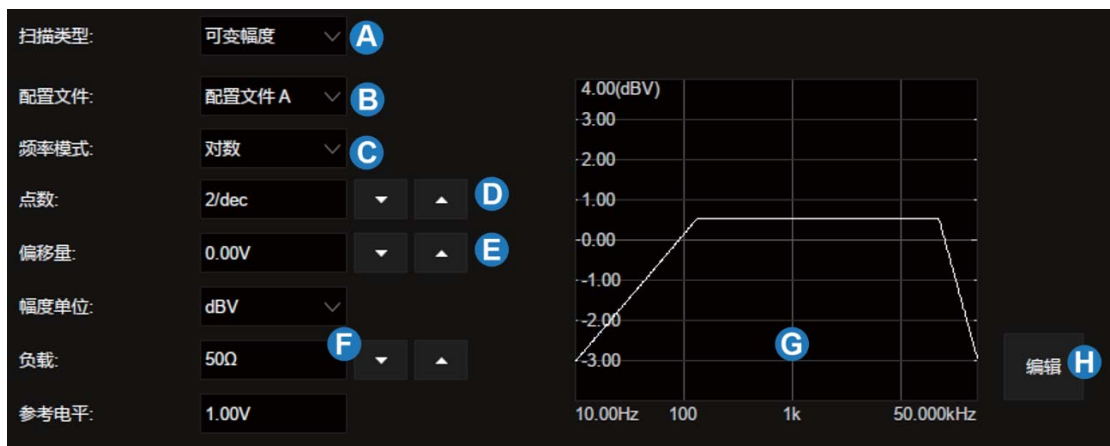 扫描类型: 可变幅度 A
配置文件: 配置文件 A B
频率模式: 对数 C
点数: 2/dec D
偏移量: 0.00V E
幅度单位: dBV
F
负载: 50Ω
参考电平: 1.00V
4.00(dBV)
-3.00
-2.00
-1.00
-0.00
-1.00
-2.00
-3.00
G
10.00Hz 100 1k 50.000kHz
编辑 H